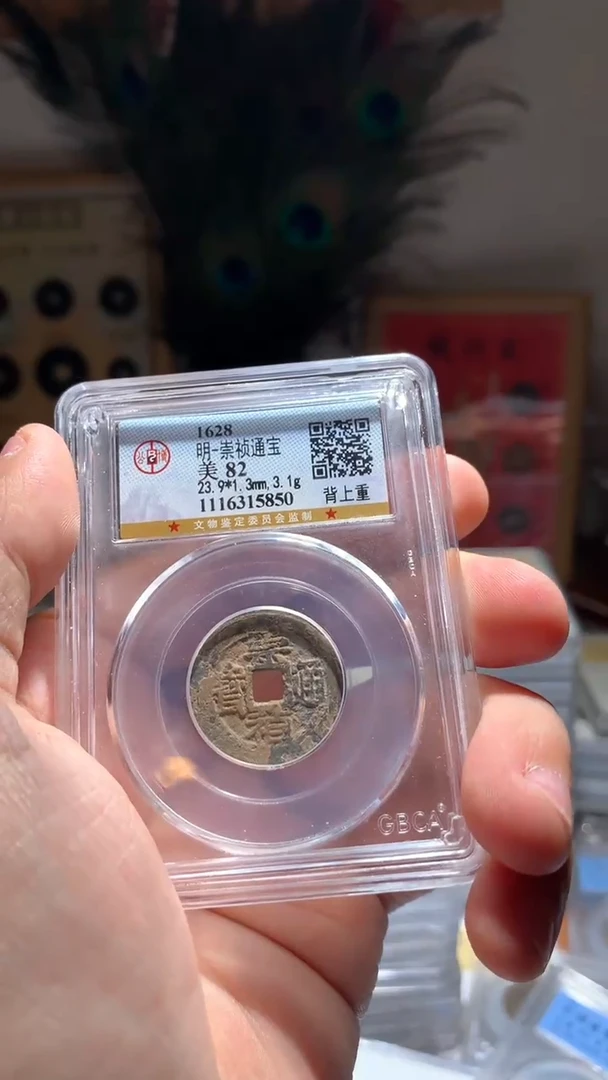 1628
明-崇祯通宝
美 82
23.9*1.3mm,3.1g
1116315850 背上重
★ 文物鉴定委员会监制 ★
崇
寳 通
禎
GBCA